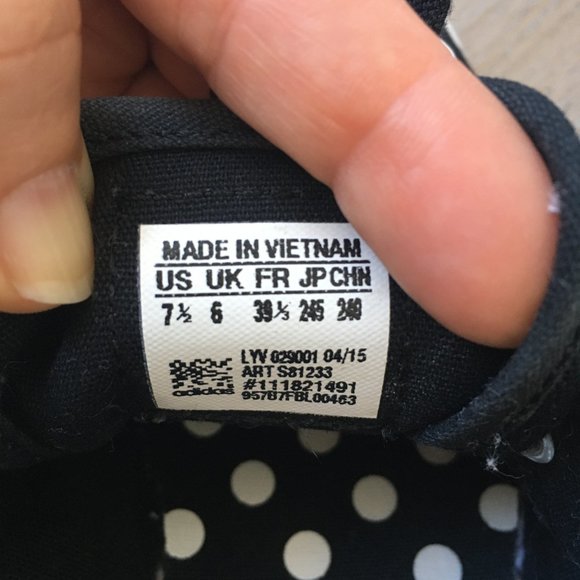 MADE IN VIETNAM
US UK FR JP CHN
7½ 6 39⅓ 245 240
LYV 029001 04/15
ART S81233
#111821491
adidas 957B7FBL00463